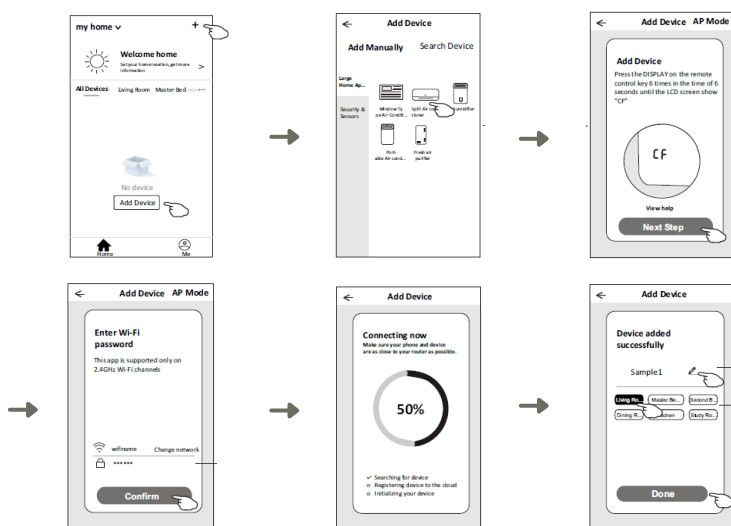 my home
+
Welcome home
Set your home location, get more
information
>
All Devices Living Room Master Bed
No device
Add Device
Home Me
Add Device
Add Manually Search Device
Large
Home Ap...
Security &
Sensors
Window Ty
pe Air Condit...
Split Air con
tioner
Port-
able Air cond...
Fresh air
purifier
Add Device AP Mode
Add Device
Press the DISPLAY on the remote
control key 6 times in the time of 6
seconds until the LCD screen show
"CF"
CF
View help
Next Step
Add Device AP Mode
Enter Wi-Fi
password
This app is supported only on
2.4GHz Wi-Fi channels
wifiname Change network
******
Confirm
Add Device
Connecting now
Make sure your phone and device
are as close to your router as possible.
50%
Searching for device
Registering device to the cloud
Initializing your device
Add Device
Device added
successfully
Sample1
Living Ro... Master Be... Second B...
Dining R... Study Ro...
Done